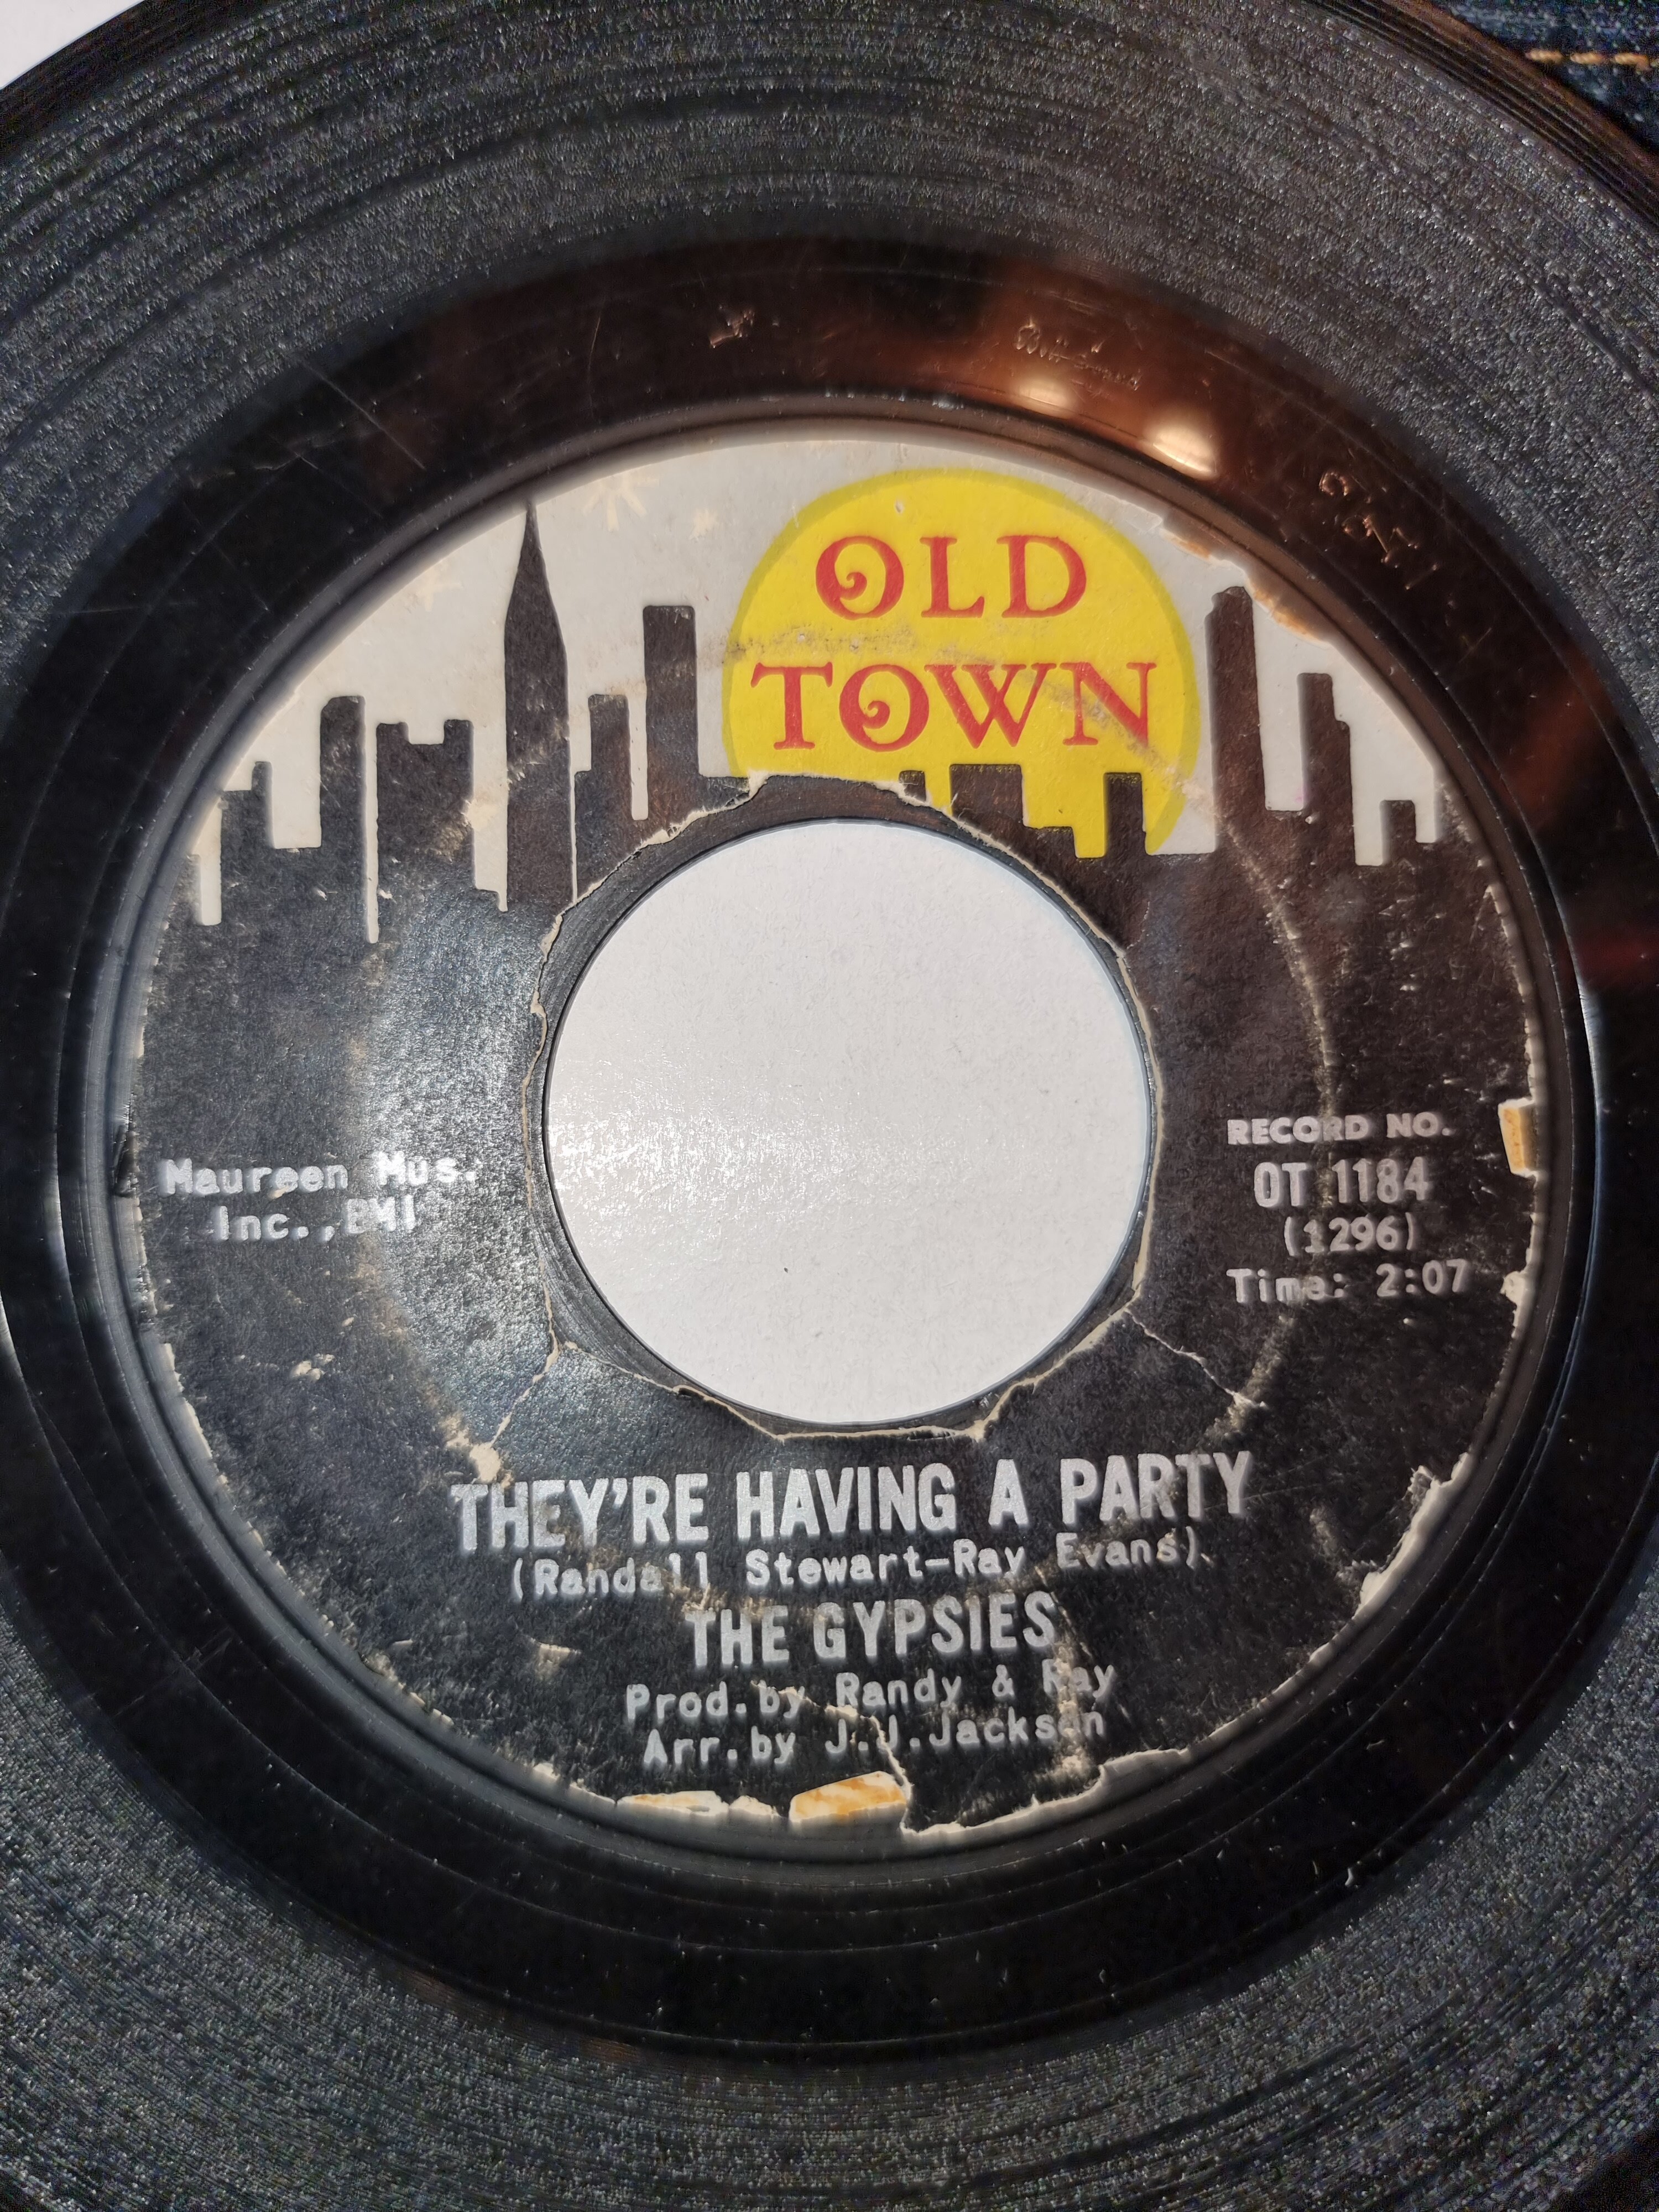 OLD
TOWN
Maureen Mus.
Inc.,BMI
RECORD NO.
OT 1184
(1296)
Time: 2:07
THEY'RE HAVING A PARTY
(Randall Stewart-Ray Evans)
THE GYPSIES
Prod.by Randy & Ray
Arr.by J.J.Jackson